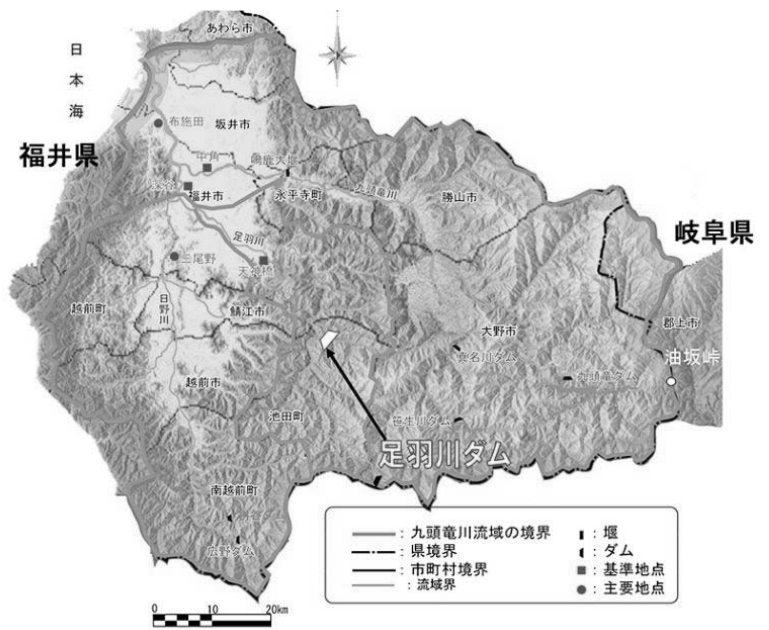 あわら市
日本海
布施田
坂井市
福井県
中角
鳴鹿大堰
福井市
永平寺町
九頭竜川
勝山市
岐阜県
足羽川
三尾野
天神橋
越前町
日野川
鯖江市
大野市
郡上市
真名川ダム
油坂峠
九頭竜ダム
越前市
池田町
笹生川ダム
足羽川ダム
南越前町
広野ダム
：九頭竜川流域の境界
：堰
：県境界
：ダム
：市町村境界
：基準地点
：流域界
：主要地点
0 10 20km